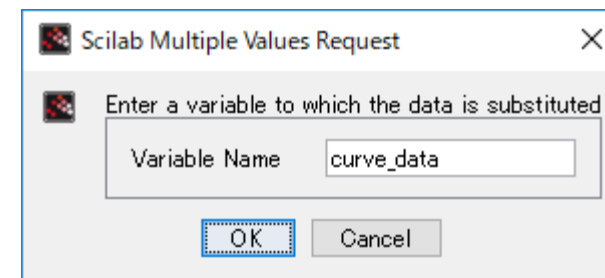 Scilab Multiple Values Request
Enter a variable to which the data is substituted
Variable Name curve_data
OK Cancel